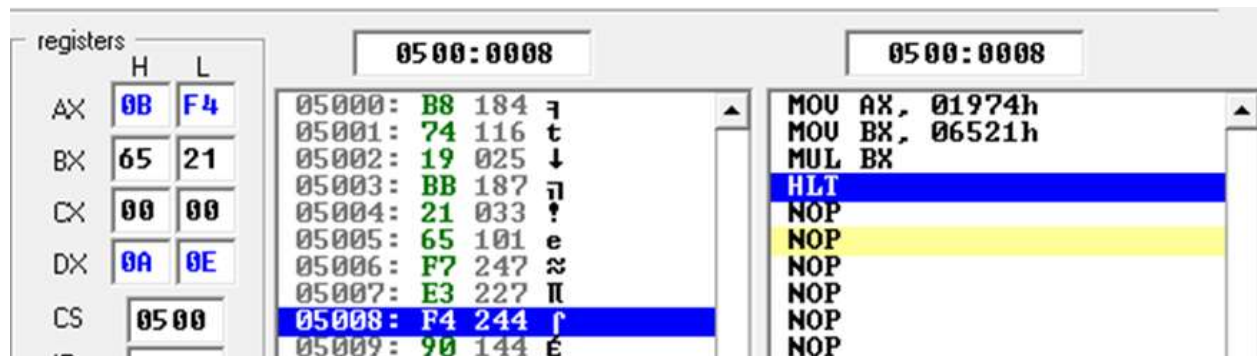 registers
H L
AX 0B F4
BX 65 21
CX 00 00
DX 0A 0E
CS 0500
0500:0008
05000: B8 184 ╕
05001: 74 116 t
05002: 19 025 ↓
05003: BB 187 ╗
05004: 21 033 !
05005: 65 101 e
05006: F7 247 ≈
05007: E3 227 π
05008: F4 244 ⌠
05009: 90 144 É
0500:0008
MOV AX, 01974h
MOV BX, 06521h
MUL BX
HLT
NOP
NOP
NOP
NOP
NOP
NOP